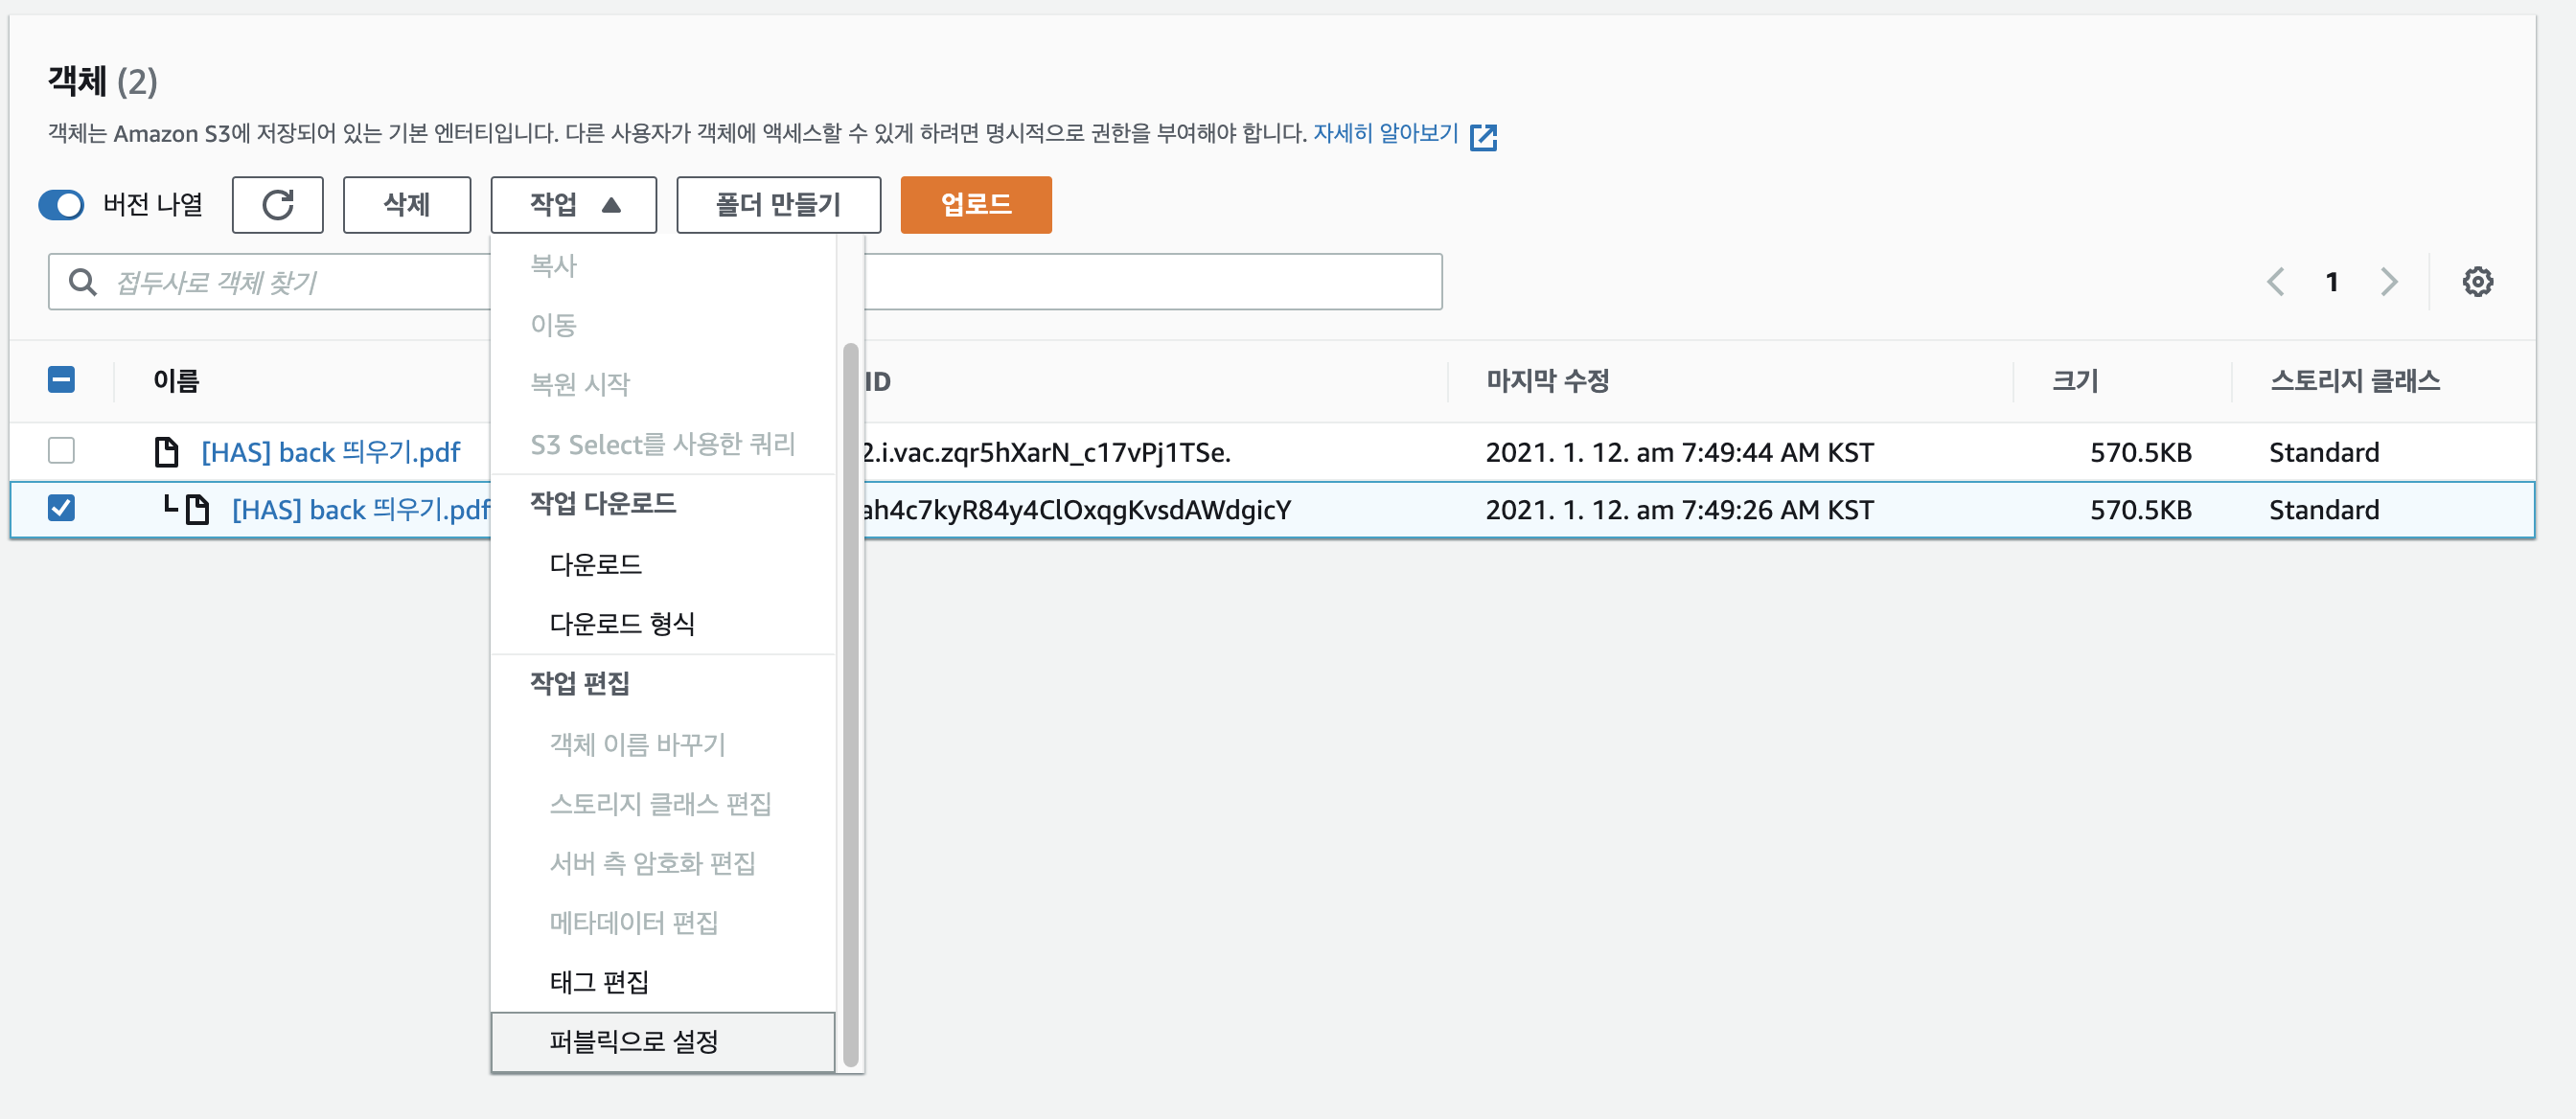 객체 (2)
객체는 Amazon S3에 저장되어 있는 기본 엔터티입니다. 다른 사용자가 객체에 액세스할 수 있게 하려면 명시적으로 권한을 부여해야 합니다. 자세히 알아보기
버전 나열 삭제 작업 폴더 만들기 업로드
접두사로 객체 찾기 1
이름 ID 마지막 수정 크기 스토리지 클래스
[HAS] back 띄우기.pdf 2.i.vac.zqr5hXarN_c17vPj1TSe. 2021. 1. 12. am 7:49:44 AM KST 570.5KB Standard
[HAS] back 띄우기.pdf ah4c7kyR84y4ClOxqgKvsdAWdgicY 2021. 1. 12. am 7:49:26 AM KST 570.5KB Standard
복사
이동
복원 시작
S3 Select를 사용한 쿼리
작업 다운로드
다운로드
다운로드 형식
작업 편집
객체 이름 바꾸기
스토리지 클래스 편집
서버 측 암호화 편집
메타데이터 편집
태그 편집
퍼블릭으로 설정